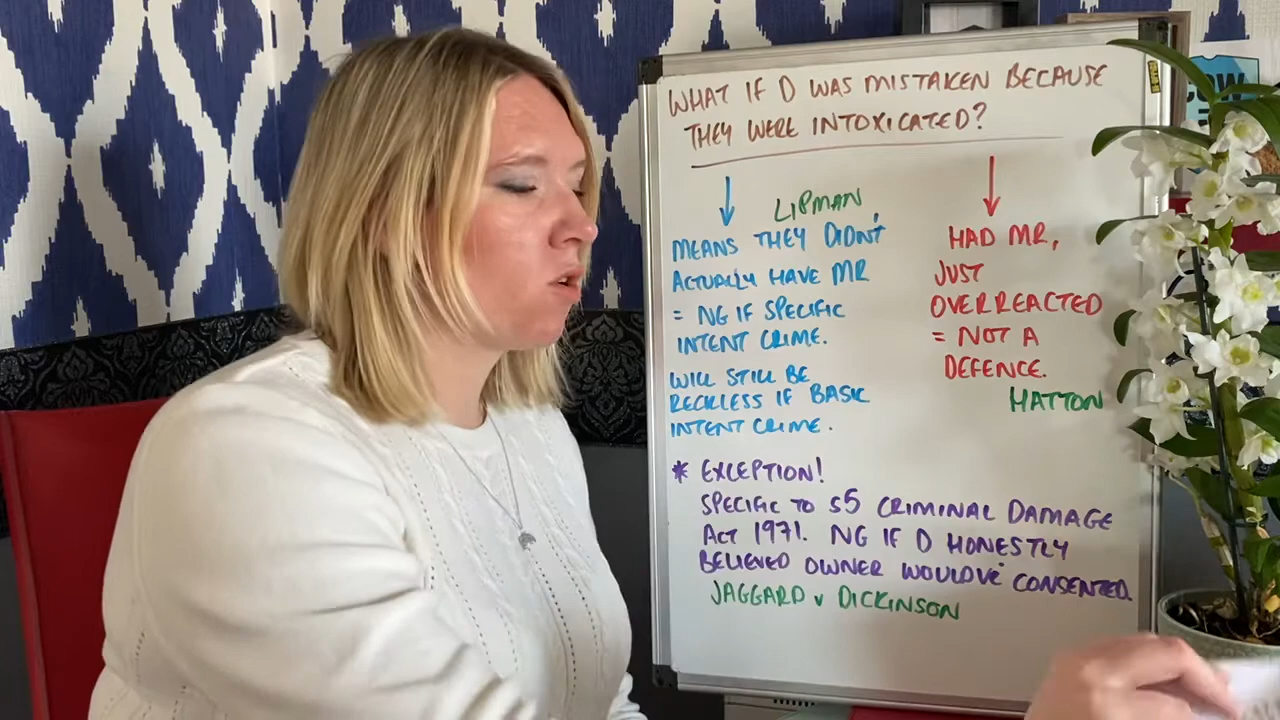 WHAT IF D WAS MISTAKEN BECAUSE
THEY WERE INTOXICATED?
LIPMAN
MEANS THEY DIDN'T
ACTUALLY HAVE MR
= NG IF SPECIFIC
INTENT CRIME.
WILL STILL BE
RECKLESS IF BASIC
INTENT CRIME.
HAD MR,
JUST
OVERREACTED
= NOT A
DEFENCE.
HATTON
* EXCEPTION!
SPECIFIC TO S5 CRIMINAL DAMAGE
ACT 1971. NG IF D HONESTLY
BELIEVED OWNER WOULD'VE CONSENTED.
JAGGARD v DICKINSON